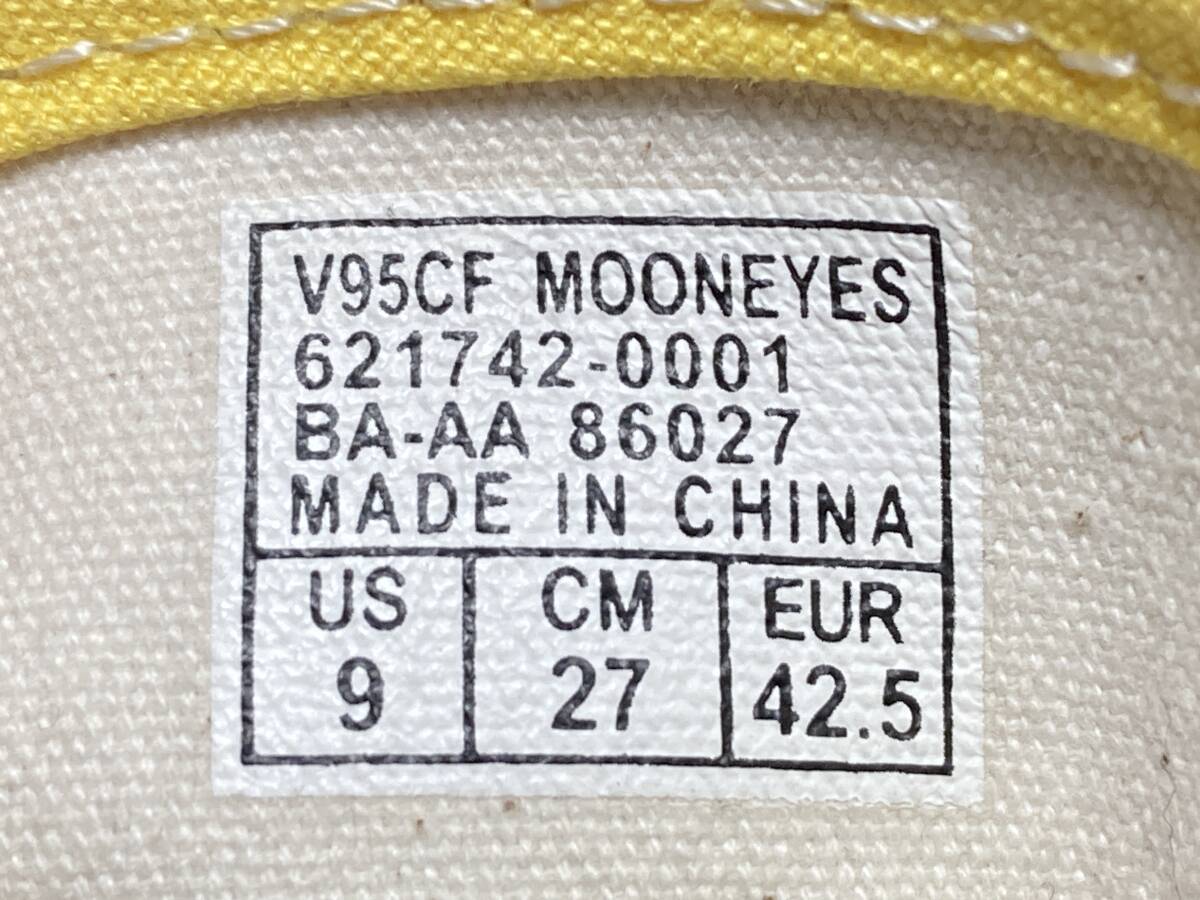 V95CF MOONEYES
621742-0001
BA-AA 86027
MADE IN CHINA
US CM EUR
9 27 42.5